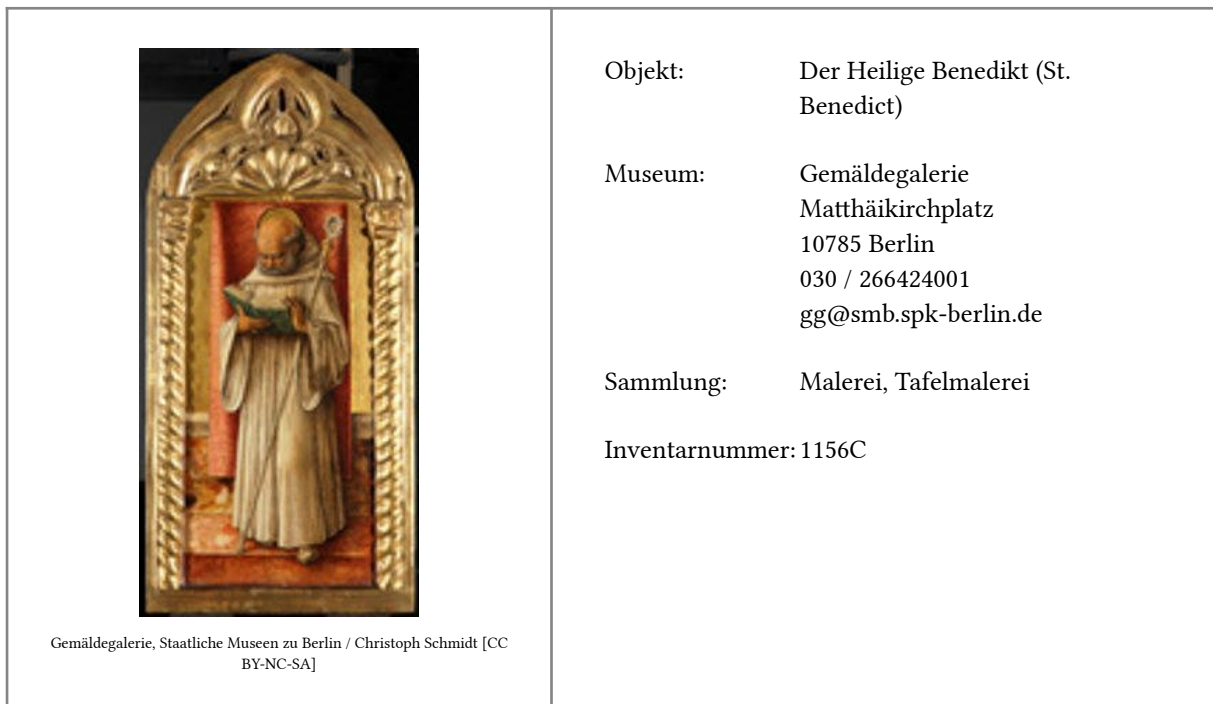 Gemäldegalerie, Staatliche Museen zu Berlin / Christoph Schmidt [CC
BY-NC-SA]
Objekt: Der Heilige Benedikt (St.
Benedict)
Museum: Gemäldegalerie
Matthäikirchplatz
10785 Berlin
030 / 266424001
gg@smb.spk-berlin.de
Sammlung: Malerei, Tafelmalerei
Inventarnummer: 1156C